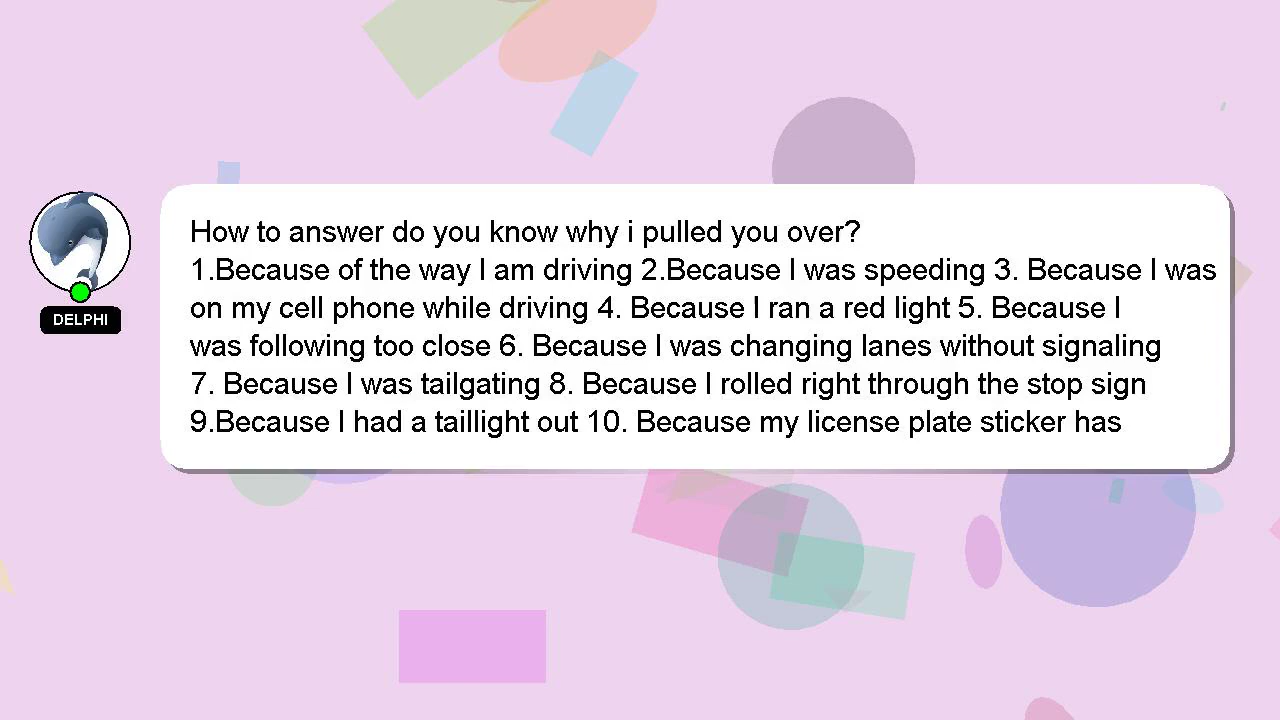 How to answer do you know why i pulled you over?
1.Because of the way I am driving 2.Because I was speeding 3. Because I was
on my cell phone while driving 4. Because I ran a red light 5. Because I
was following too close 6. Because I was changing lanes without signaling
7. Because I was tailgating 8. Because I rolled right through the stop sign
9.Because I had a taillight out 10. Because my license plate sticker has
DELPHI